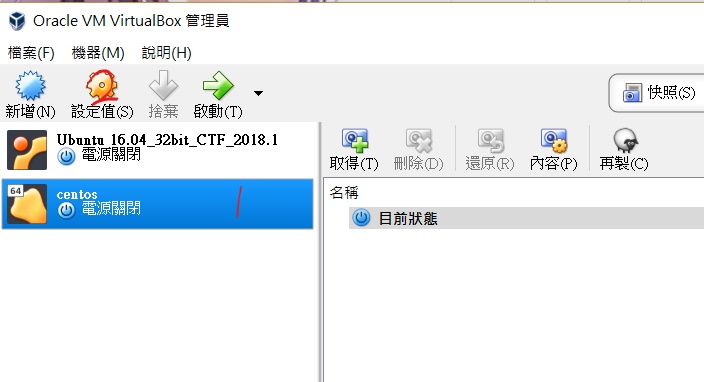 Oracle VM VirtualBox 管理員
檔案(F) 機器(M) 說明(H)
新增(N) 設定值(S) 捨棄 啟動(T) 快照(S)
Ubuntu 16.04_32bit_CTF_2018.1
電源關閉
64
centos
電源關閉
取得(T) 刪除(D) 還原(R) 內容(P) 再製(C)
名稱
目前狀態